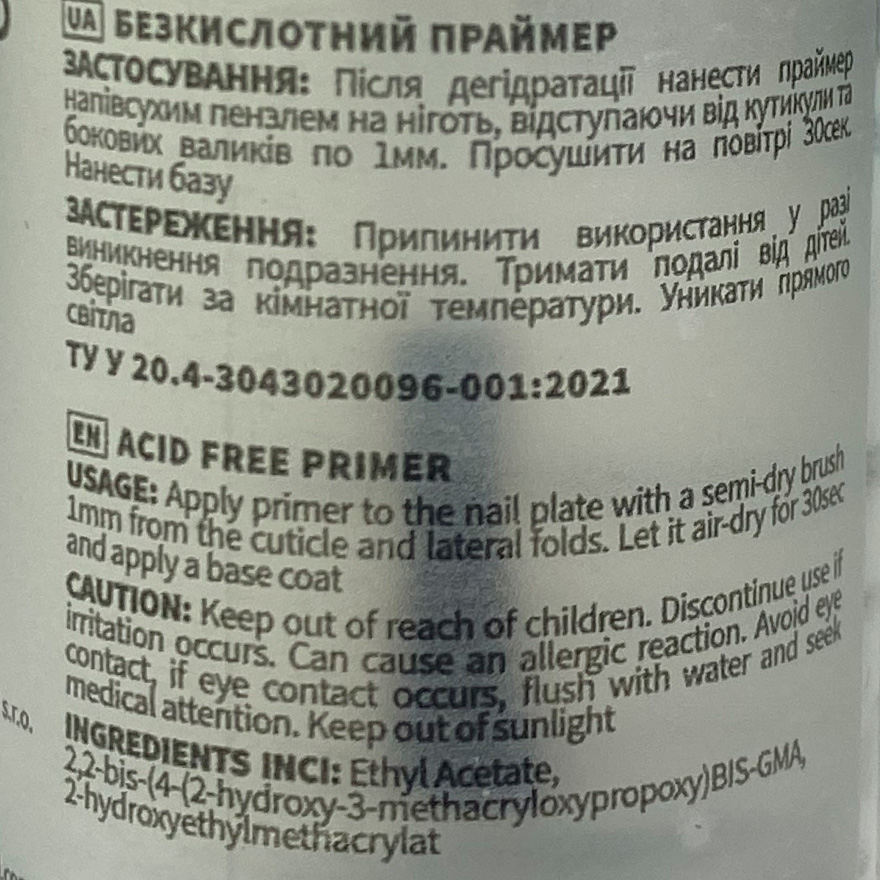 UA БЕЗКИСЛОТНИЙ ПРАЙМЕР
ЗАСТОСУВАННЯ: Після дегідратації нанести праймер
напівсухим пензлем на ніготь, відступаючи від кутикули та
бокових валиків по 1мм. Просушити на повітрі 30сек.
Нанести базу
ЗАСТЕРЕЖЕННЯ: Припинити використання у разі
виникнення подразнення. Тримати подалі від дітей.
Зберігати за кімнатної температури. Уникати прямого
світла
ТУ У 20.4-3043020096-001:2021
EN ACID FREE PRIMER
USAGE: Apply primer to the nail plate with a semi-dry brush
1mm from the cuticle and lateral folds. Let it air-dry for 30sec
and apply a base coat
CAUTION: Keep out of reach of children. Discontinue use if
irritation occurs. Can cause an allergic reaction. Avoid eye
contact, if eye contact occurs, flush with water and seek
medical attention. Keep out of sunlight
s.r.o.
INGREDIENTS INCI: Ethyl Acetate,
2,2-bis-(4-(2-hydroxy-3-methacryloxypropoxy)BIS-GMA,
2-hydroxyethylmethacrylat